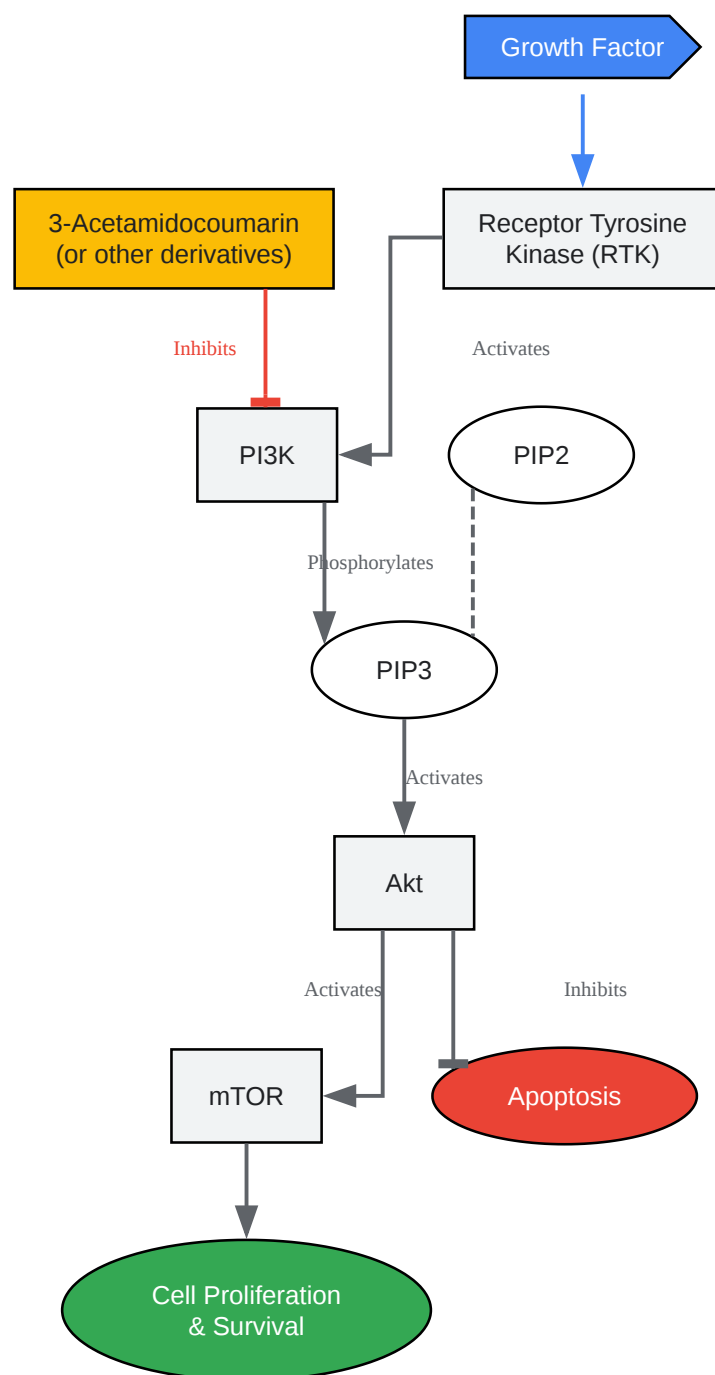 Growth Factor
3-Acetamidocoumarin
(or other derivatives)
Receptor Tyrosine
Kinase (RTK)
Inhibits
Activates
PI3K
PIP2
Phosphorylates
PIP3
Activates
Akt
Activates
Inhibits
mTOR
Apoptosis
Cell Proliferation
& Survival